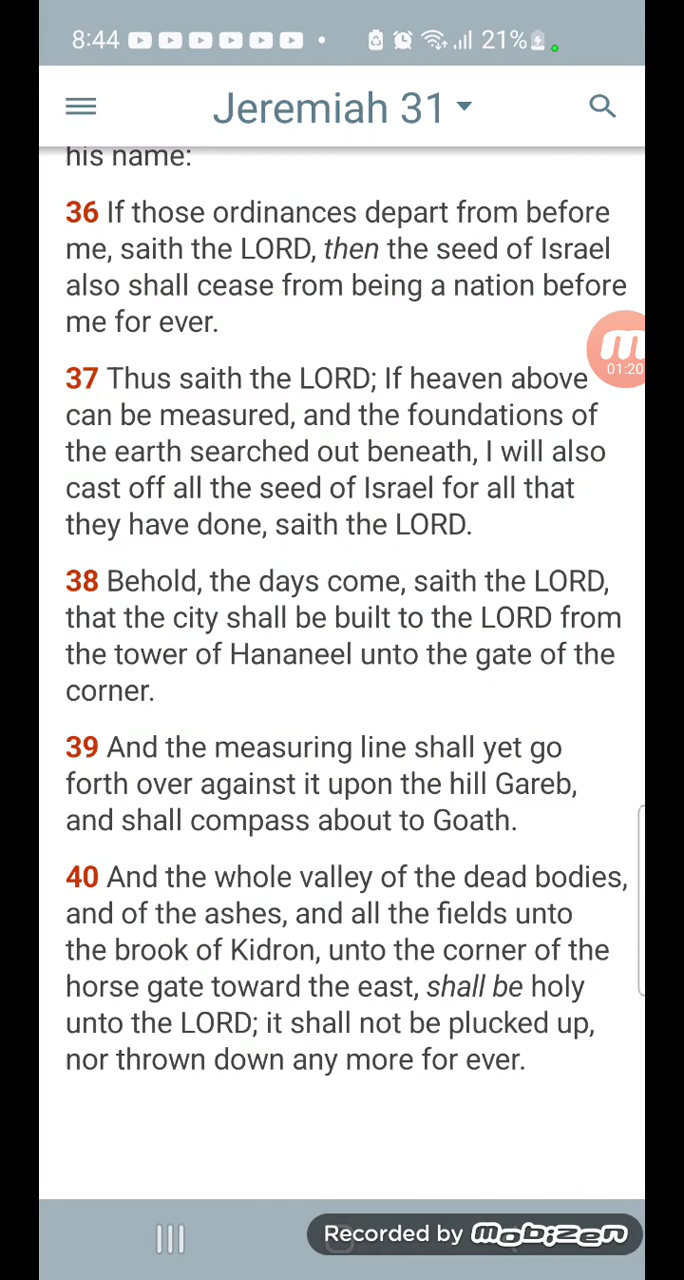 8:44 21%
Jeremiah 31
his name:
36 If those ordinances depart from before
me, saith the LORD, then the seed of Israel
also shall cease from being a nation before
me for ever.
01:20
37 Thus saith the LORD; If heaven above
can be measured, and the foundations of
the earth searched out beneath, I will also
cast off all the seed of Israel for all that
they have done, saith the LORD.
38 Behold, the days come, saith the LORD,
that the city shall be built to the LORD from
the tower of Hananeel unto the gate of the
corner.
39 And the measuring line shall yet go
forth over against it upon the hill Gareb,
and shall compass about to Goath.
40 And the whole valley of the dead bodies,
and of the ashes, and all the fields unto
the brook of Kidron, unto the corner of the
horse gate toward the east, shall be holy
unto the LORD; it shall not be plucked up,
nor thrown down any more for ever.
Recorded by mobizen